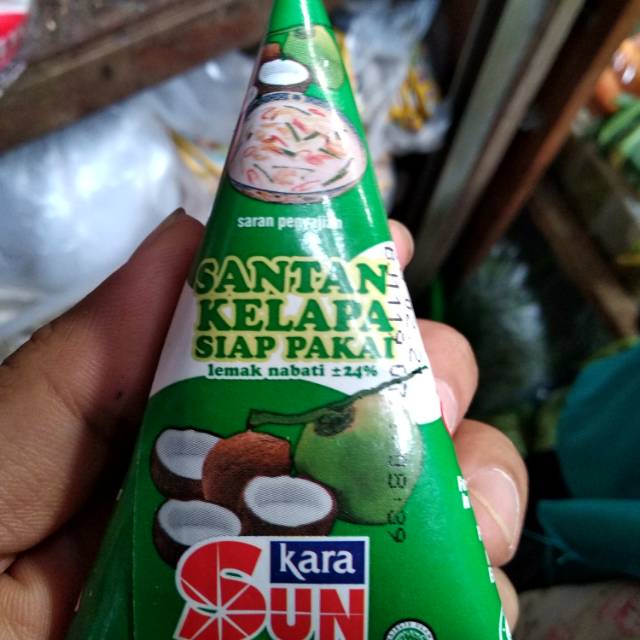 saran penyajian
SANTAN
KELAPA
SIAP PAKAI
lemak nabati ±24%
kara
SUN